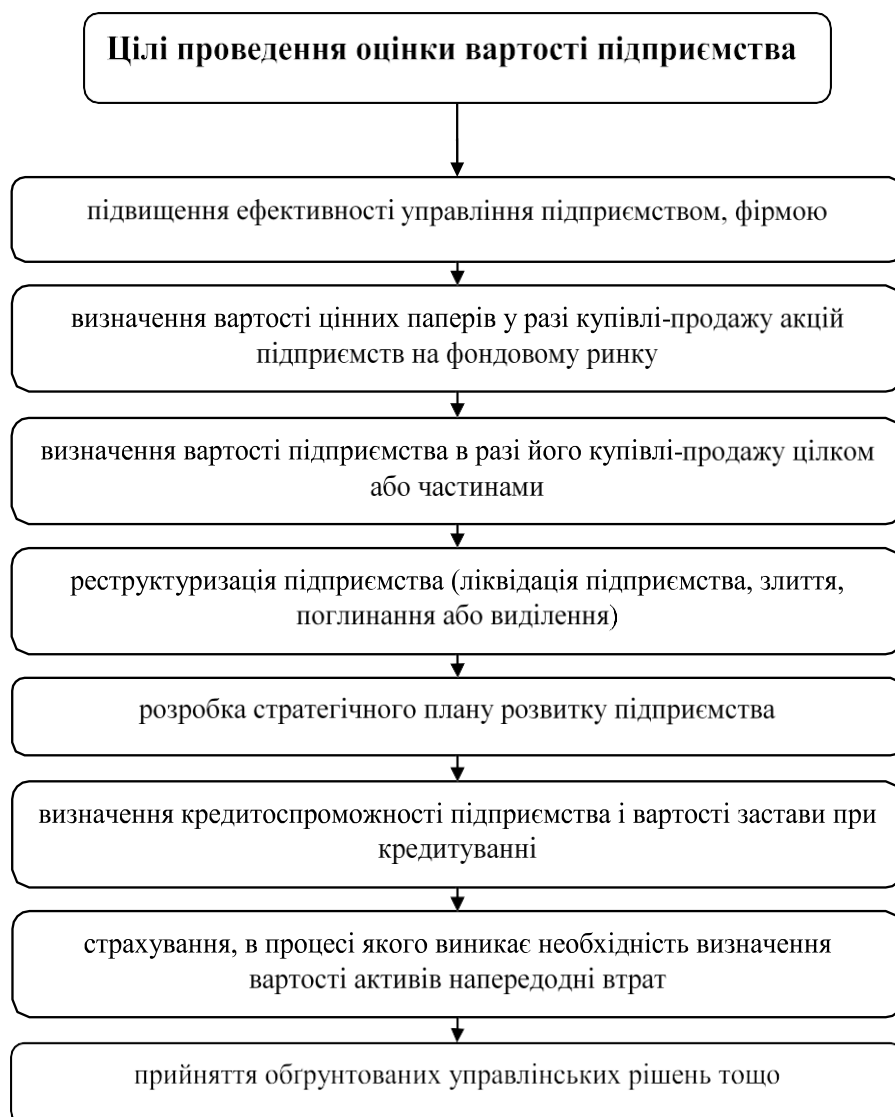 Цілі проведення оцінки вартості підприємства
підвищення ефективності управління підприємством, фірмою
визначення вартості цінних паперів у разі купівлі-продажу акцій
підприємств на фондовому ринку
визначення вартості підприємства в разі його купівлі-продажу цілком
або частинами
реструктуризація підприємства (ліквідація підприємства, злиття,
поглинання або виділення)
розробка стратегічного плану розвитку підприємства
визначення кредитоспроможності підприємства і вартості застави при
кредитуванні
страхування, в процесі якого виникає необхідність визначення
вартості активів напередодні втрат
прийняття обґрунтованих управлінських рішень тощо